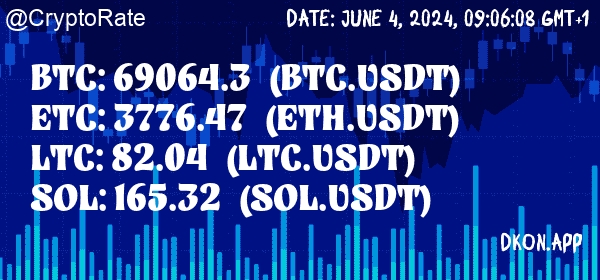 @CryptoRate
DATE: JUNE 4, 2024, 09:06:08 GMT+1
BTC: 69064.3 (BTC.USDT)
ETC: 3776.47 (ETH.USDT)
LTC: 82.04 (LTC.USDT)
SOL: 165.32 (SOL.USDT)
DKON.APP